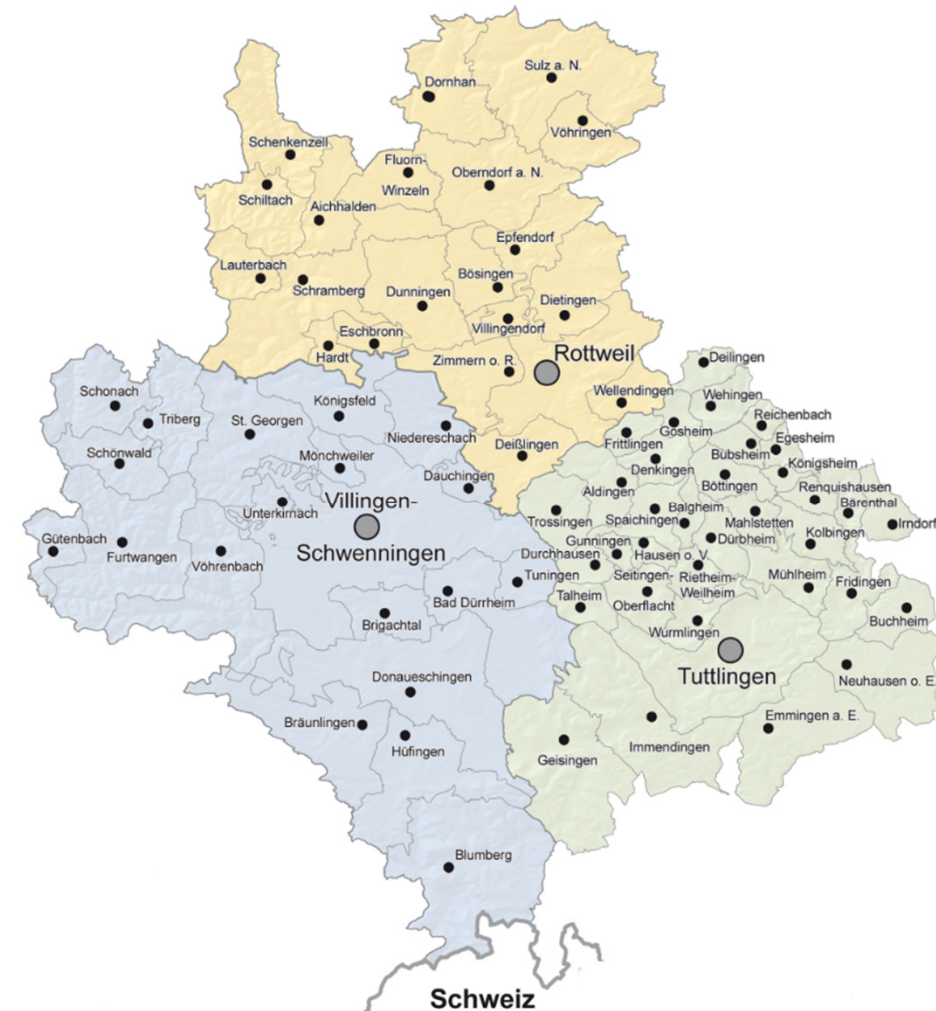 Sulz a. N.
Dornhan
Vöhringen
Schenkenzell
Fluorn-
Winzeln
Oberndorf a. N.
Schiltach
Aichhalden
Epfendorf
Lauterbach
Bösingen
Schramberg
Dunningen
Dietingen
Villingendorf
Eschbronn
Hardt
Zimmern o. R.
Rottweil
Deilingen
Wellendingen
Wehingen
Schonach
Triberg
St. Georgen
Königsfeld
Niedereschach
Deißlingen
Frittlingen
Gosheim
Reichenbach
Egesheim
Bubsheim
Königsheim
Schönwald
Mönchweiler
Denkingen
Dauchingen
Aldingen
Böttingen
Renquishausen
Bärenthal
Unterkirnach
Villingen-
Schwenningen
Trossingen
Spaichingen
Balgheim
Mahlstetten
Irndorf
Kolbingen
Gütenbach
Furtwangen
Vöhrenbach
Gunningen
Dürbheim
Durchhausen
Hausen o. V.
Tuningen
Seitingen-
Oberflacht
Rietheim-
Weilheim
Mühlheim
Fridingen
Bad Dürrheim
Talheim
Buchheim
Brigachtal
Wurmlingen
Tuttlingen
Donaueschingen
Neuhausen o. E.
Bräunlingen
Hüfingen
Emmingen a. E.
Immendingen
Geisingen
Blumberg
Schweiz